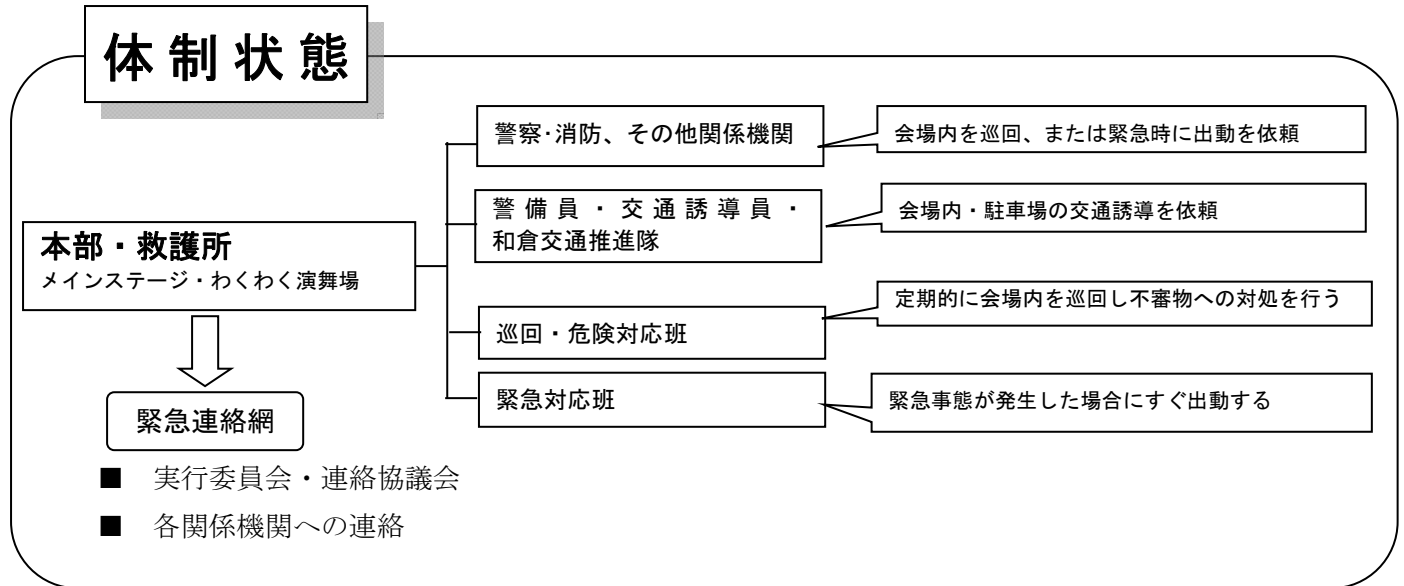 体制状態
警察･消防、その他関係機関
会場内を巡回、または緊急時に出動を依頼
警備員・交通誘導員・
和倉交通推進隊
会場内・駐車場の交通誘導を依頼
本部・救護所
メインステージ・わくわく演舞場
巡回・危険対応班
定期的に会場内を巡回し不審物への対処を行う
緊急対応班
緊急事態が発生した場合にすぐ出動する
緊急連絡網
■ 実行委員会・連絡協議会
■ 各関係機関への連絡